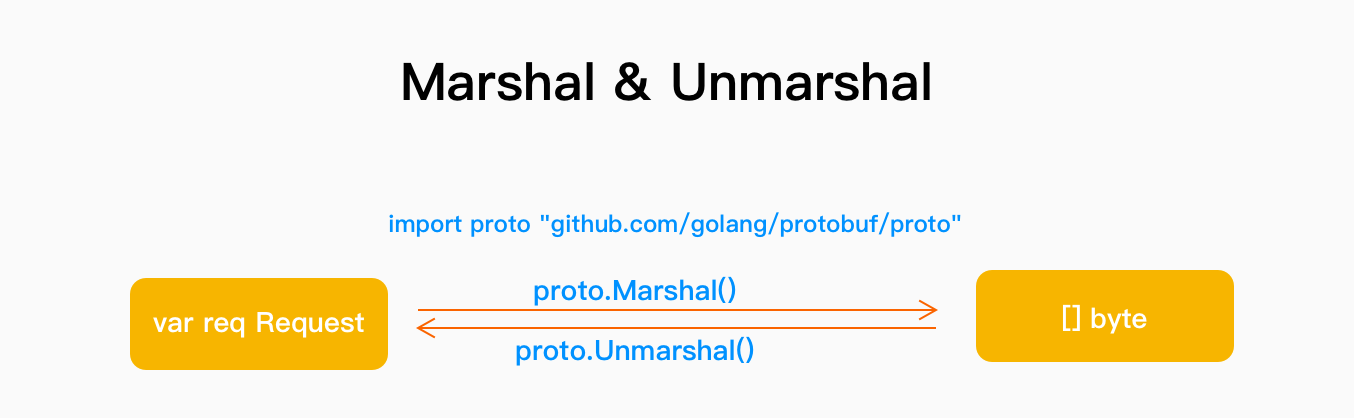 Marshal & Unmarshal
import proto "github.com/golang/protobuf/proto"
proto.Marshal()
var req Request
[] byte
proto.Unmarshal()